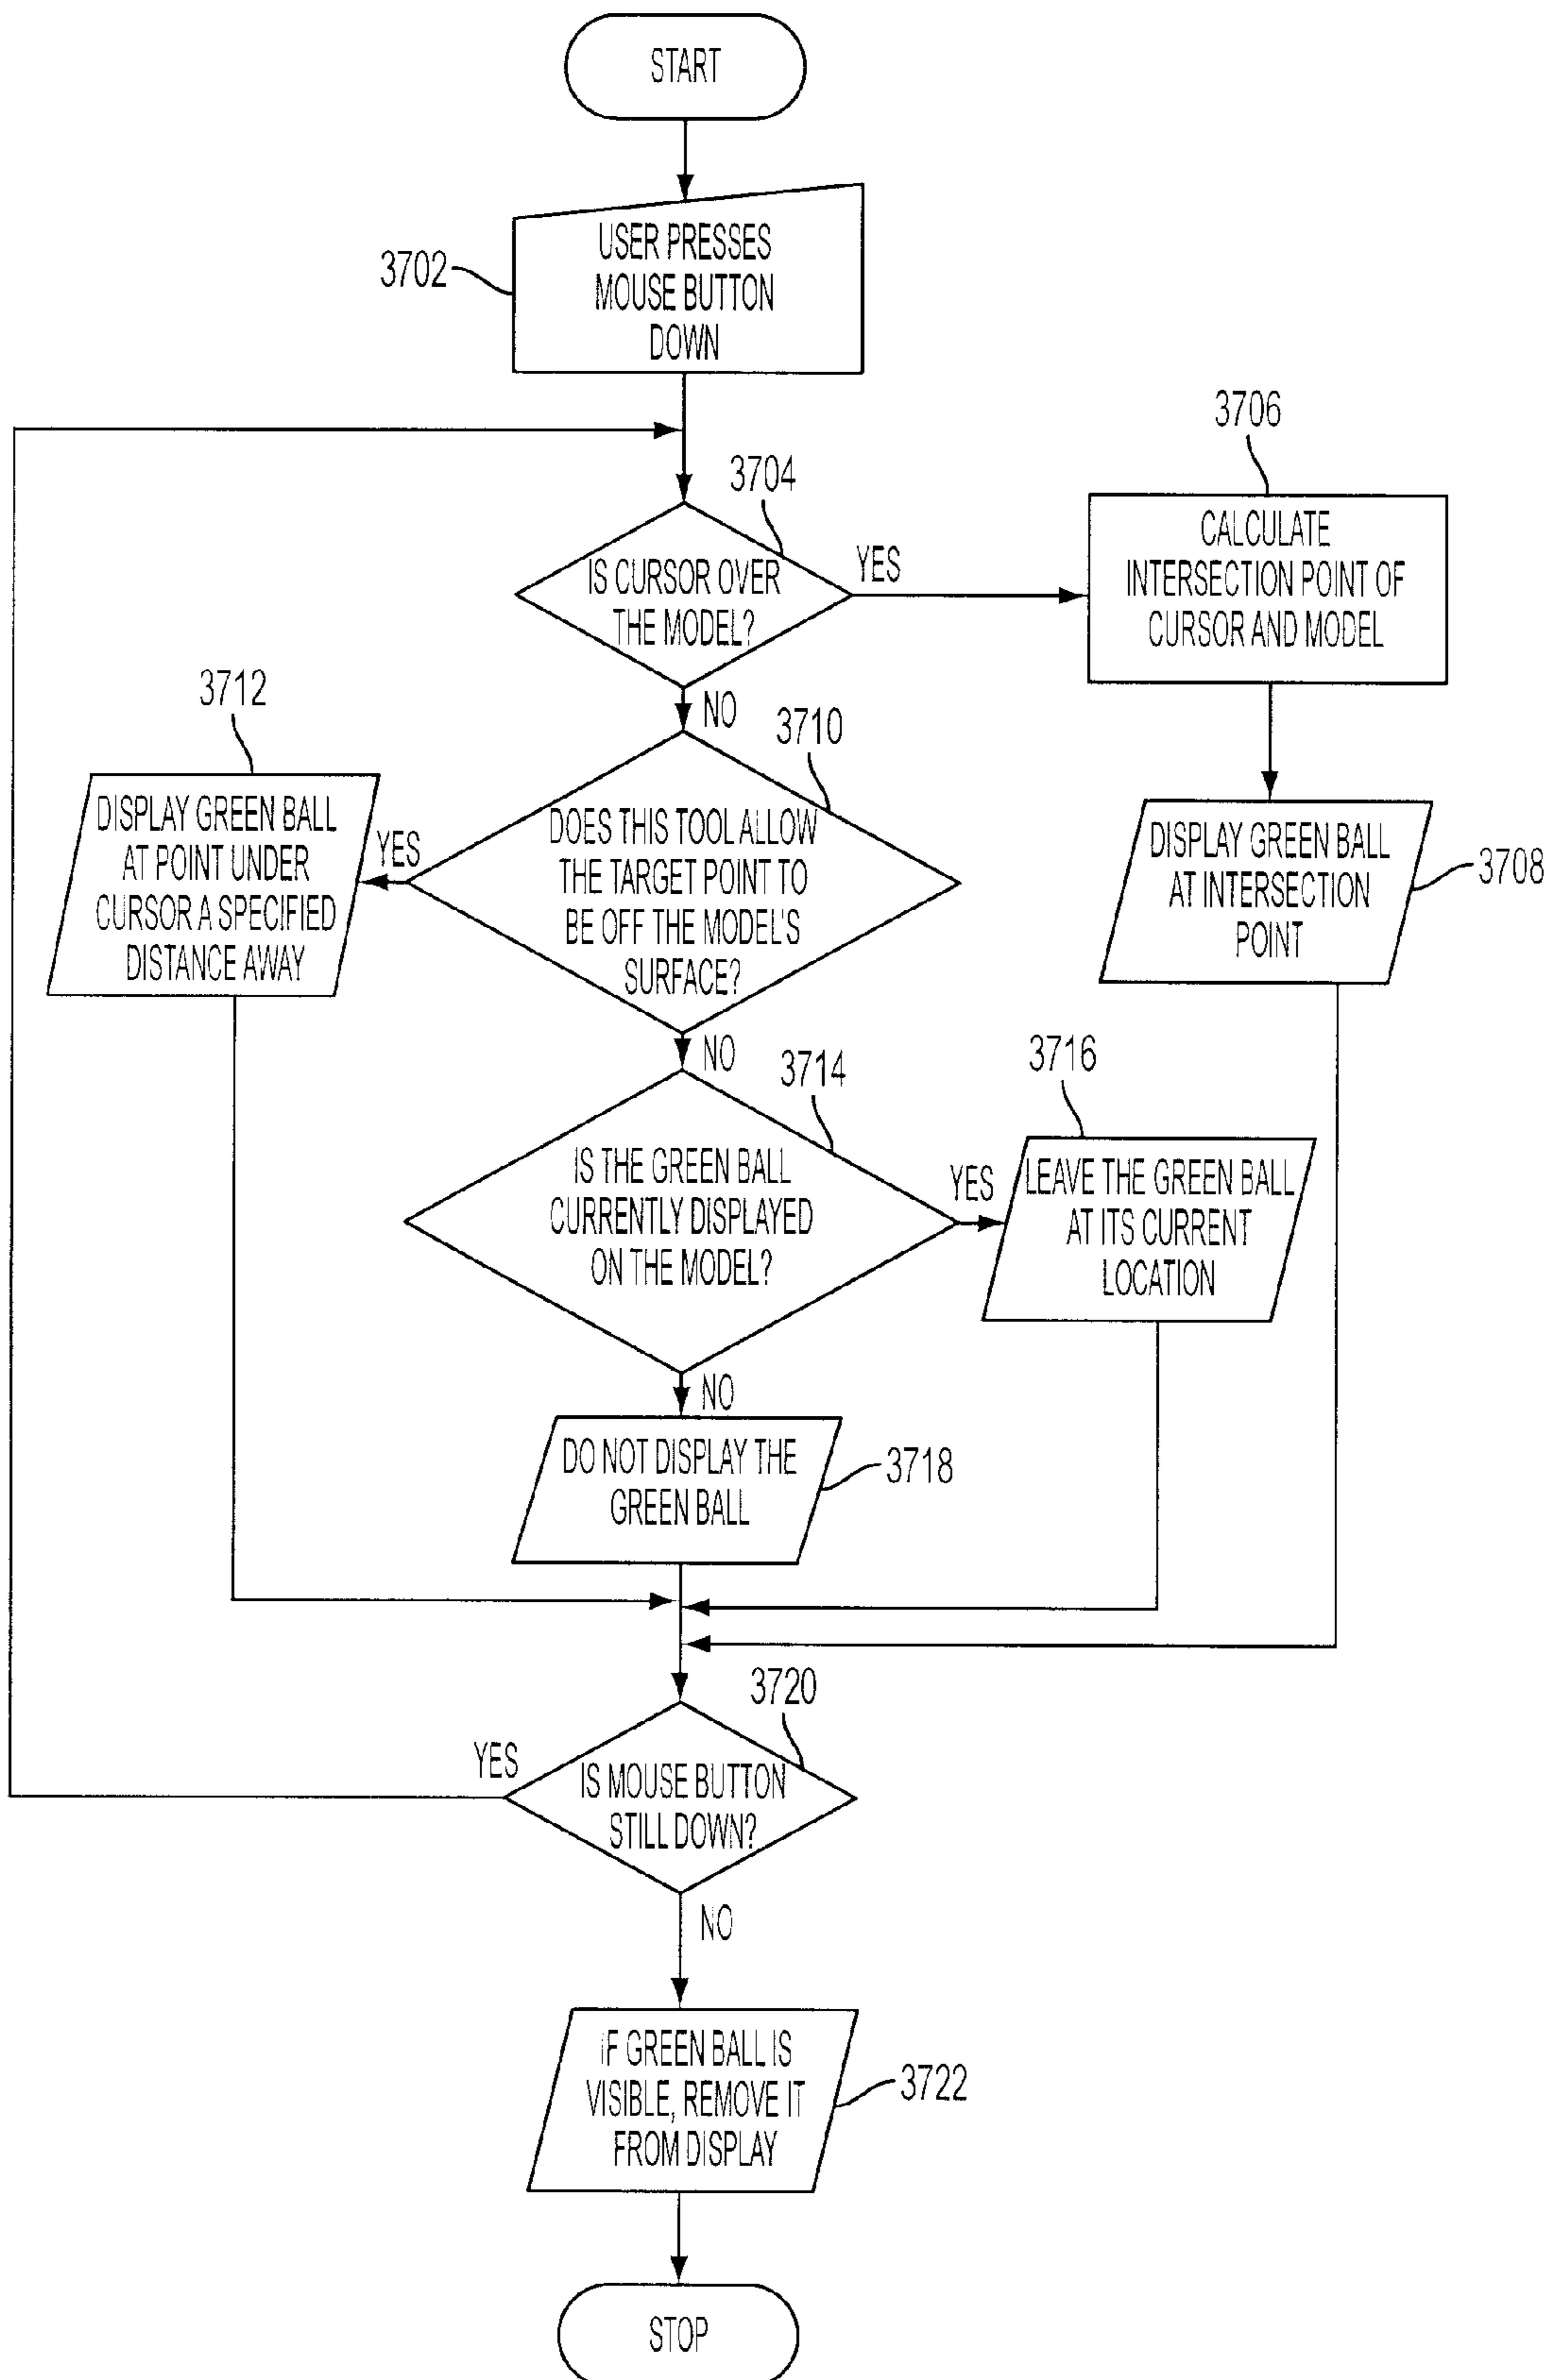 START
3702
USER PRESSES
MOUSE BUTTON
DOWN
3704
IS CURSOR OVER
THE MODEL?
YES
NO
3706
CALCULATE
INTERSECTION POINT OF
CURSOR AND MODEL
3708
DISPLAY GREEN BALL
AT INTERSECTION
POINT
3710
DOES THIS TOOL ALLOW
THE TARGET POINT TO
BE OFF THE MODEL'S
SURFACE?
YES
NO
3712
DISPLAY GREEN BALL
AT POINT UNDER
CURSOR A SPECIFIED
DISTANCE AWAY
3714
IS THE GREEN BALL
CURRENTLY DISPLAYED
ON THE MODEL?
YES
NO
3716
LEAVE THE GREEN BALL
AT ITS CURRENT
LOCATION
DO NOT DISPLAY THE
GREEN BALL
3718
3720
IS MOUSE BUTTON
STILL DOWN?
YES
NO
IF GREEN BALL IS
VISIBLE, REMOVE IT
FROM DISPLAY
3722
STOP